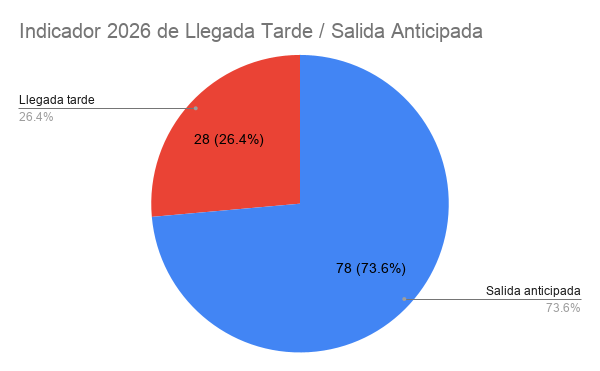 Indicador 2026 de Llegada Tarde / Salida Anticipada
Llegada tarde
26.4%
28 (26.4%)
78 (73.6%)
Salida anticipada
73.6%